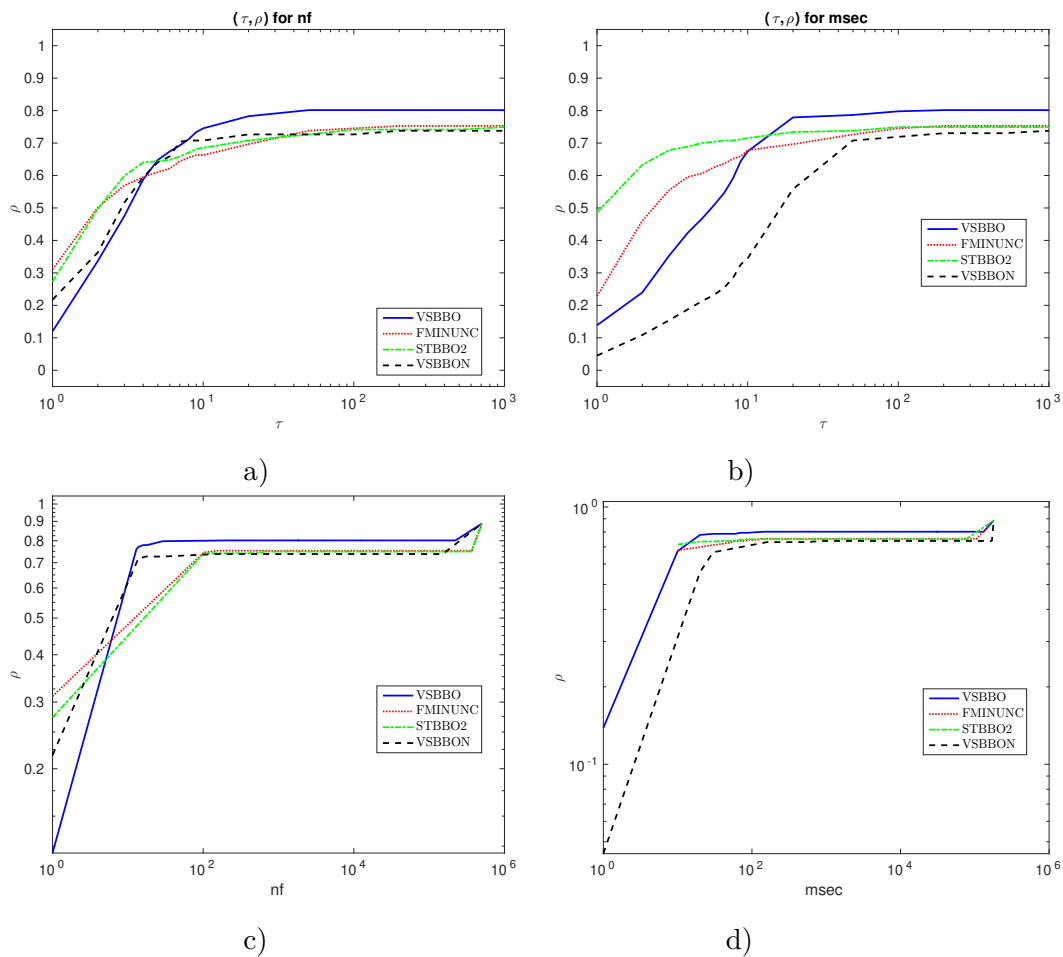 (τ,ρ) for nf
1
0.9
0.8
0.7
0.6
0.5
0.4
0.3
0.2
0.1
0
ρ
VSBBO
FMINUNC
STBBO2
VSBBON
10^0 10^1 10^2 10^3
τ
a)
(τ,ρ) for msec
1
0.9
0.8
0.7
0.6
0.5
0.4
0.3
0.2
0.1
0
ρ
VSBBO
FMINUNC
STBBO2
VSBBON
10^0 10^1 10^2 10^3
τ
b)
1
0.9
0.8
0.7
0.6
0.5
0.4
0.3
0.2
ρ
VSBBO
FMINUNC
STBBO2
VSBBON
10^0 10^2 10^4 10^6
nf
c)
10^0
10^-1
ρ
VSBBO
FMINUNC
STBBO2
VSBBON
10^0 10^2 10^4 10^6
msec
d)